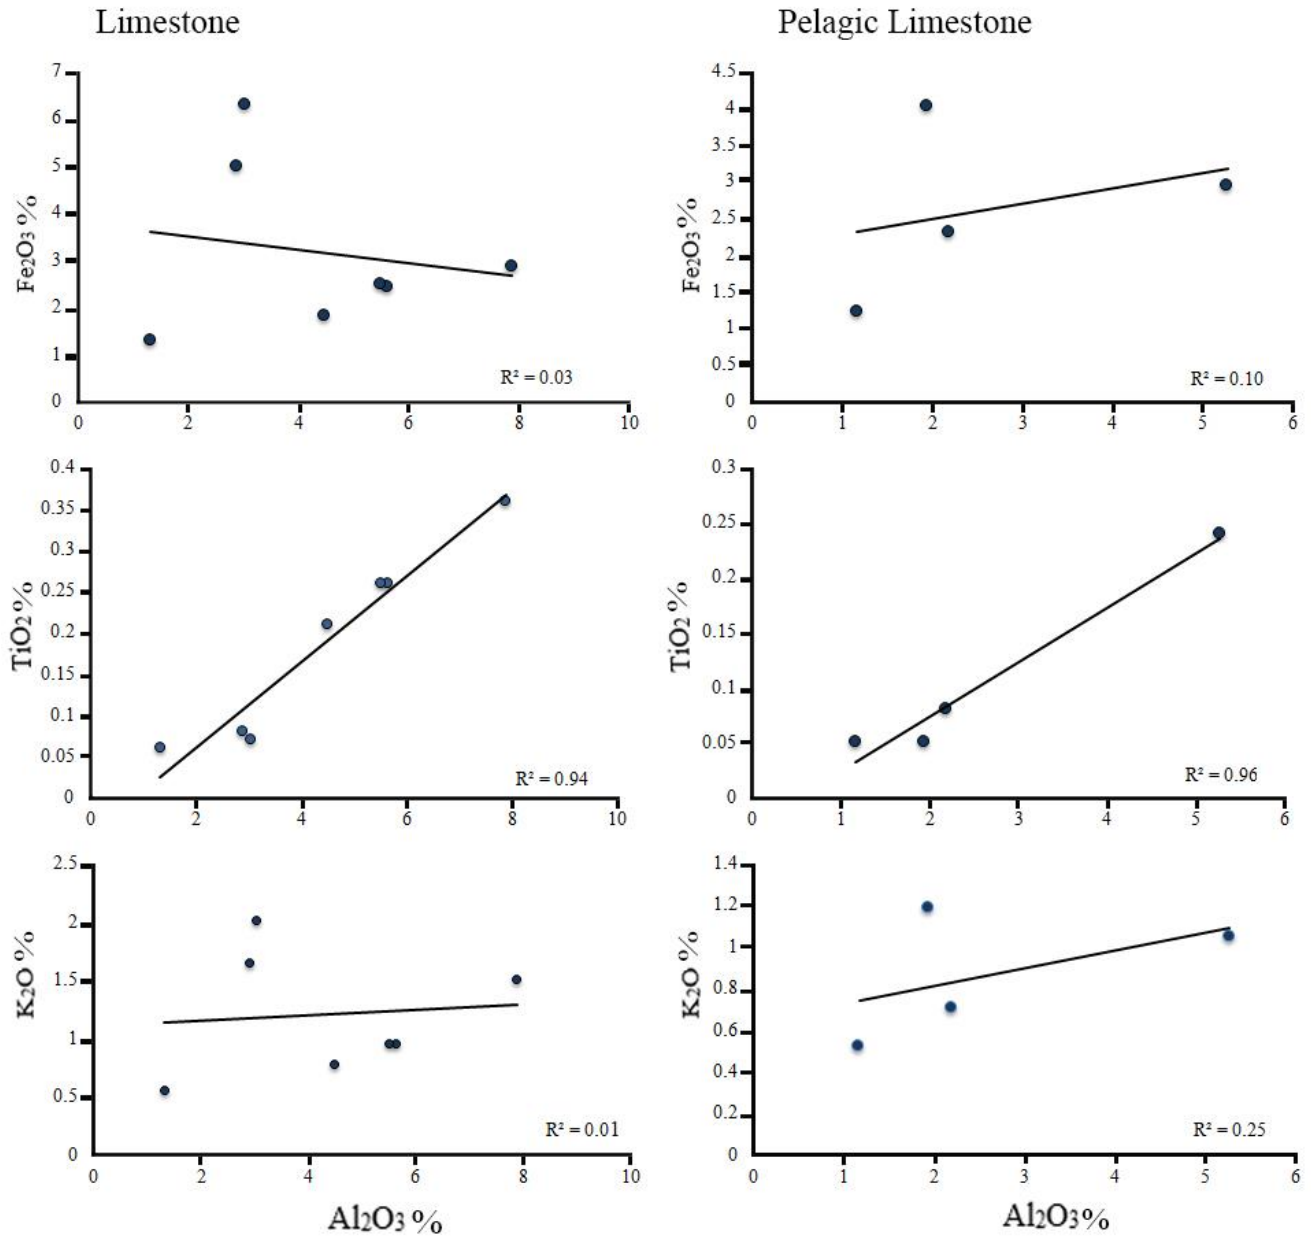 Limestone
Pelagic Limestone
7
6
5
4
3
2
1
0
Fe₂O₃ %
0 2 4 6 8 10
R² = 0.03
4.5
4
3.5
3
2.5
2
1.5
1
0.5
0
Fe₂O₃ %
0 1 2 3 4 5 6
R² = 0.10
0.4
0.35
0.3
0.25
0.2
0.15
0.1
0.05
0
TiO₂ %
0 2 4 6 8 10
R² = 0.94
0.3
0.25
0.2
0.15
0.1
0.05
0
TiO₂ %
0 1 2 3 4 5 6
R² = 0.96
2.5
2
1.5
1
0.5
0
K₂O %
0 2 4 6 8 10
R² = 0.01
Al₂O₃ %
1.4
1.2
1
0.8
0.6
0.4
0.2
0
K₂O %
0 1 2 3 4 5 6
R² = 0.25
Al₂O₃%